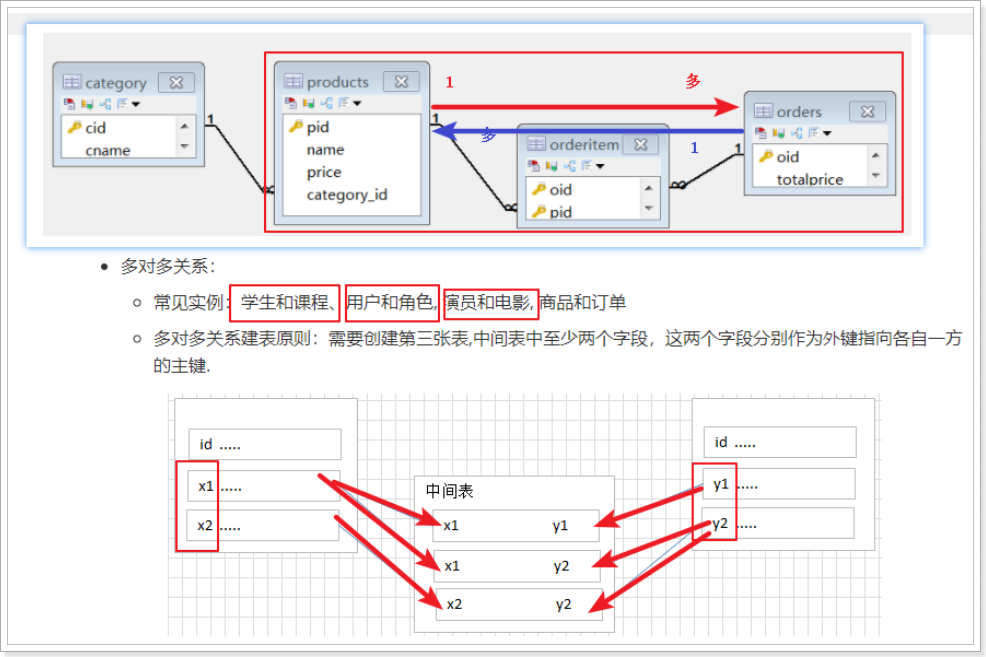 category
cid
cname
1
products
pid
name
price
category_id
1
多
1
多
orderitem
oid
pid
1
1
orders
oid
totalprice
多对多关系：
常见实例：学生和课程、用户和角色,演员和电影,商品和订单
多对多关系建表原则：需要创建第三张表,中间表中至少两个字段，这两个字段分别作为外键指向各自一方
的主键.
id .....
x1 .....
x2 .....
中间表
x1 y1
x1 y2
x2 y2
id .....
y1 .....
y2 .....